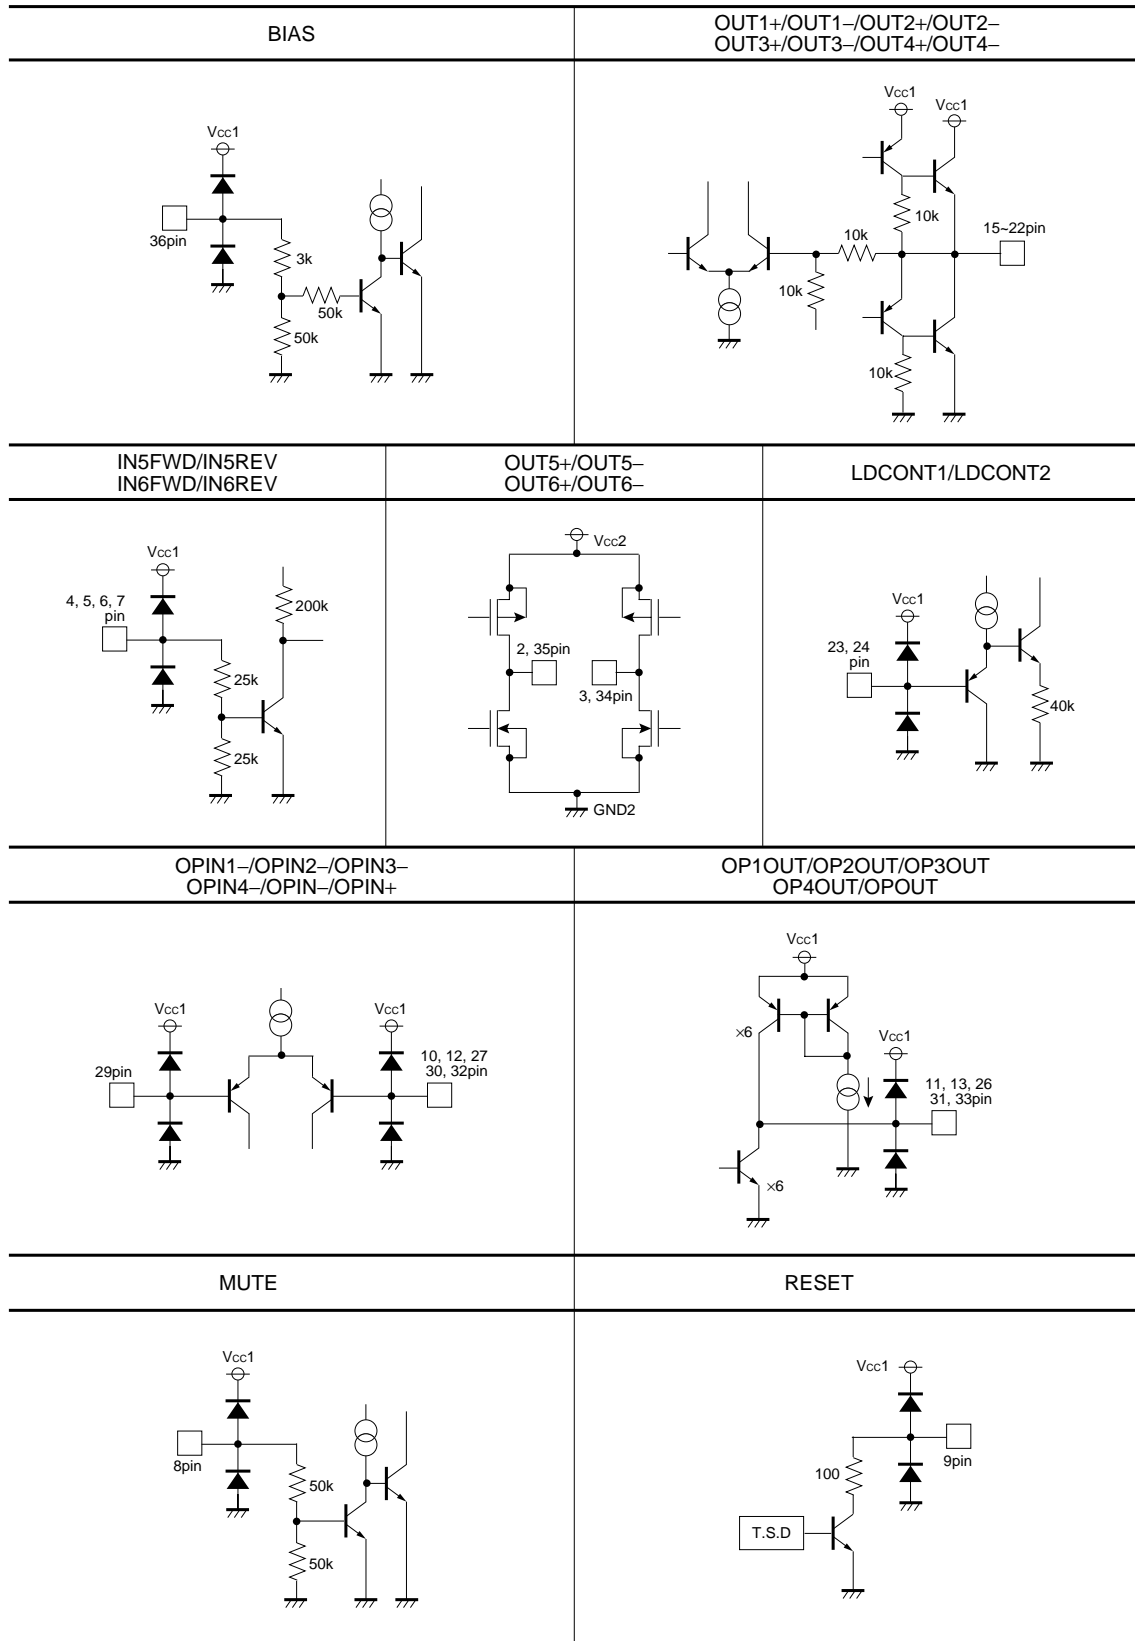 BIAS
OUT1+/OUT1–/OUT2+/OUT2–
OUT3+/OUT3–/OUT4+/OUT4–
Vcc1
36pin
3k
50k
50k
Vcc1
Vcc1
10k
10k
10k
15~22pin
10k
IN5FWD/IN5REV
IN6FWD/IN6REV
OUT5+/OUT5–
OUT6+/OUT6–
LDCONT1/LDCONT2
Vcc1
4, 5, 6, 7
pin
200k
25k
25k
Vcc2
2, 35pin
3, 34pin
GND2
Vcc1
23, 24
pin
40k
OPIN1–/OPIN2–/OPIN3–
OPIN4–/OPIN–/OPIN+
OP1OUT/OP2OUT/OP3OUT
OP4OUT/OPOUT
Vcc1
29pin
Vcc1
10, 12, 27
30, 32pin
Vcc1
×6
Vcc1
11, 13, 26
31, 33pin
×6
MUTE
RESET
Vcc1
8pin
50k
50k
Vcc1
9pin
100
T.S.D